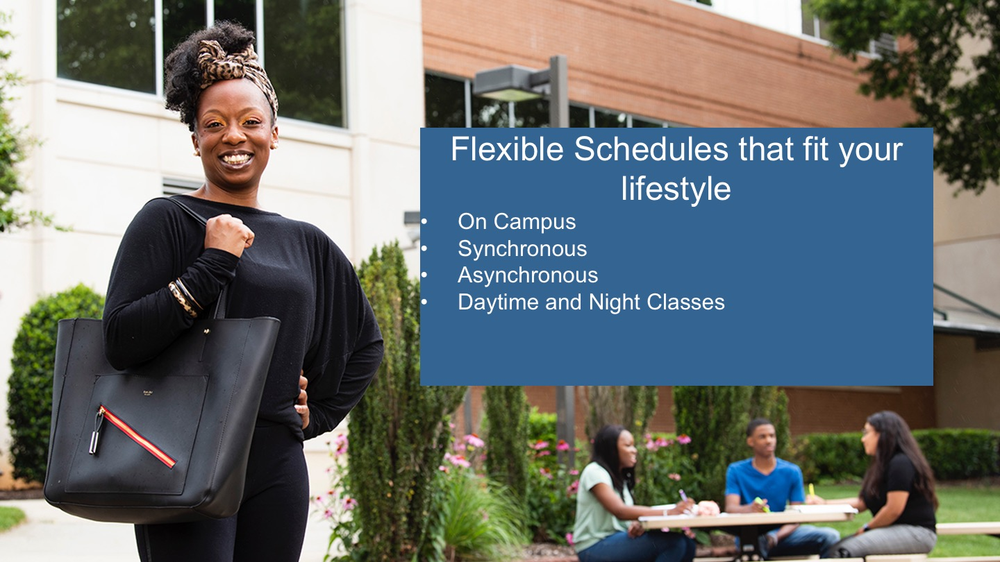 Flexible Schedules that fit your
lifestyle
• On Campus
• Synchronous
• Asynchronous
• Daytime and Night Classes